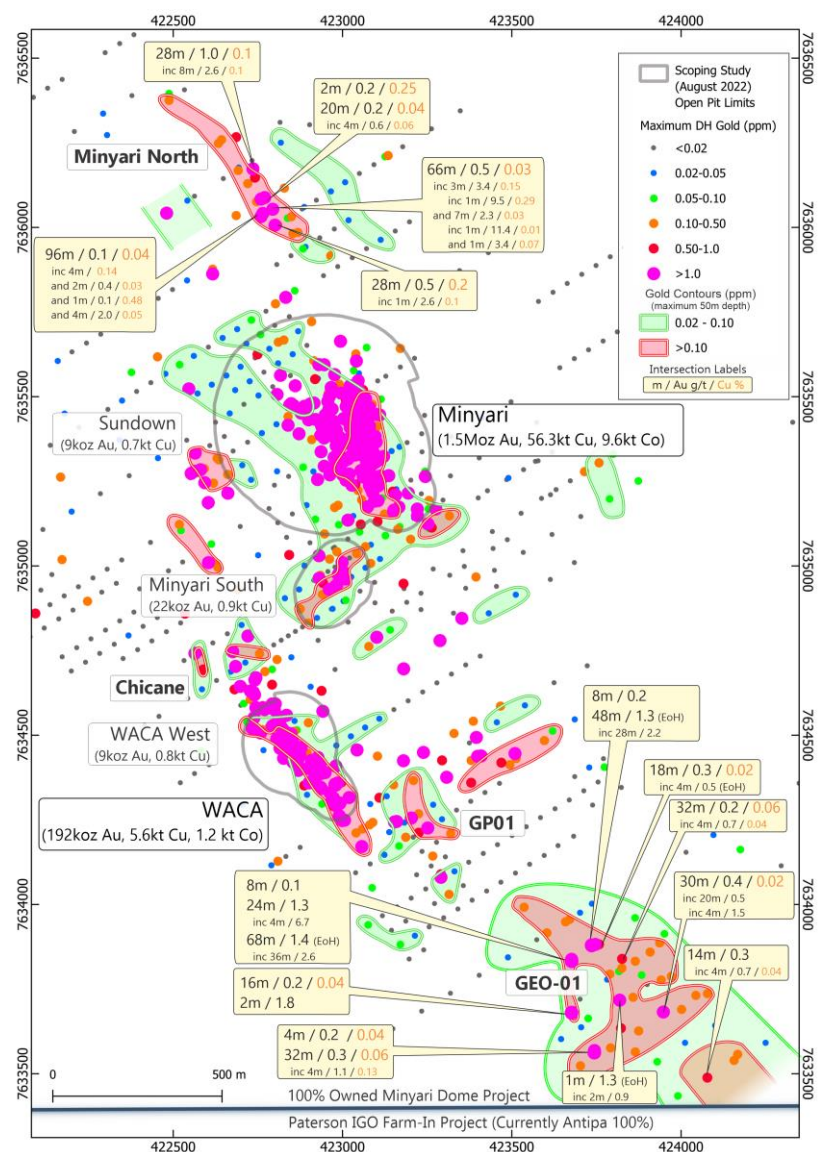 422500
423000
423500
424000
7636500
7636500
28m / 1.0 / 0.1
inc 8m / 2.6 / 0.1
2m / 0.2 / 0.25
20m / 0.2 / 0.04
inc 4m / 0.6 / 0.06
Scoping Study
(August 2022)
Open Pit Limits
Maximum DH Gold (ppm)
<0.02
0.02-0.05
0.05-0.10
0.10-0.50
0.50-1.0
>1.0
Gold Contours (ppm)
(maximum 50m depth)
0.02 - 0.10
>0.10
Intersection Labels
m / Au g/t / Cu %
Minyari North
66m / 0.5 / 0.03
inc 3m / 3.4 / 0.15
inc 1m / 9.5 / 0.29
and 7m / 2.3 / 0.03
inc 1m / 11.4 / 0.01
and 1m / 3.4 / 0.07
7636000
7636000
96m / 0.1 / 0.04
inc 4m / 0.14
and 2m / 0.4 / 0.03
and 1m / 0.1 / 0.48
and 4m / 2.0 / 0.05
28m / 0.5 / 0.2
inc 1m / 2.6 / 0.1
7635500
7635500
Sundown
(9koz Au, 0.7kt Cu)
Minyari
(1.5Moz Au, 56.3kt Cu, 9.6kt Co)
7635000
7635000
Minyari South
(22koz Au, 0.9kt Cu)
Chicane
WACA West
(9koz Au, 0.8kt Cu)
7634500
7634500
8m / 0.2
48m / 1.3 (EoH)
inc 28m / 2.2
18m / 0.3 / 0.02
inc 4m / 0.5 (EoH)
WACA
(192koz Au, 5.6kt Cu, 1.2 kt Co)
GP01
32m / 0.2 / 0.06
inc 4m / 0.7 / 0.04
30m / 0.4 / 0.02
inc 20m / 0.5
inc 4m / 1.5
7634000
7634000
8m / 0.1
24m / 1.3
inc 4m / 6.7
68m / 1.4 (EoH)
inc 36m / 2.6
14m / 0.3
inc 4m / 0.7 / 0.04
GEO-01
16m / 0.2 / 0.04
2m / 1.8
4m / 0.2 / 0.04
32m / 0.3 / 0.06
inc 4m / 1.1 / 0.13
1m / 1.3 (EoH)
inc 2m / 0.9
7633500
7633500
0
500 m
100% Owned Minyari Dome Project
Paterson IGO Farm-In Project (Currently Antipa 100%)
422500
423000
423500
424000